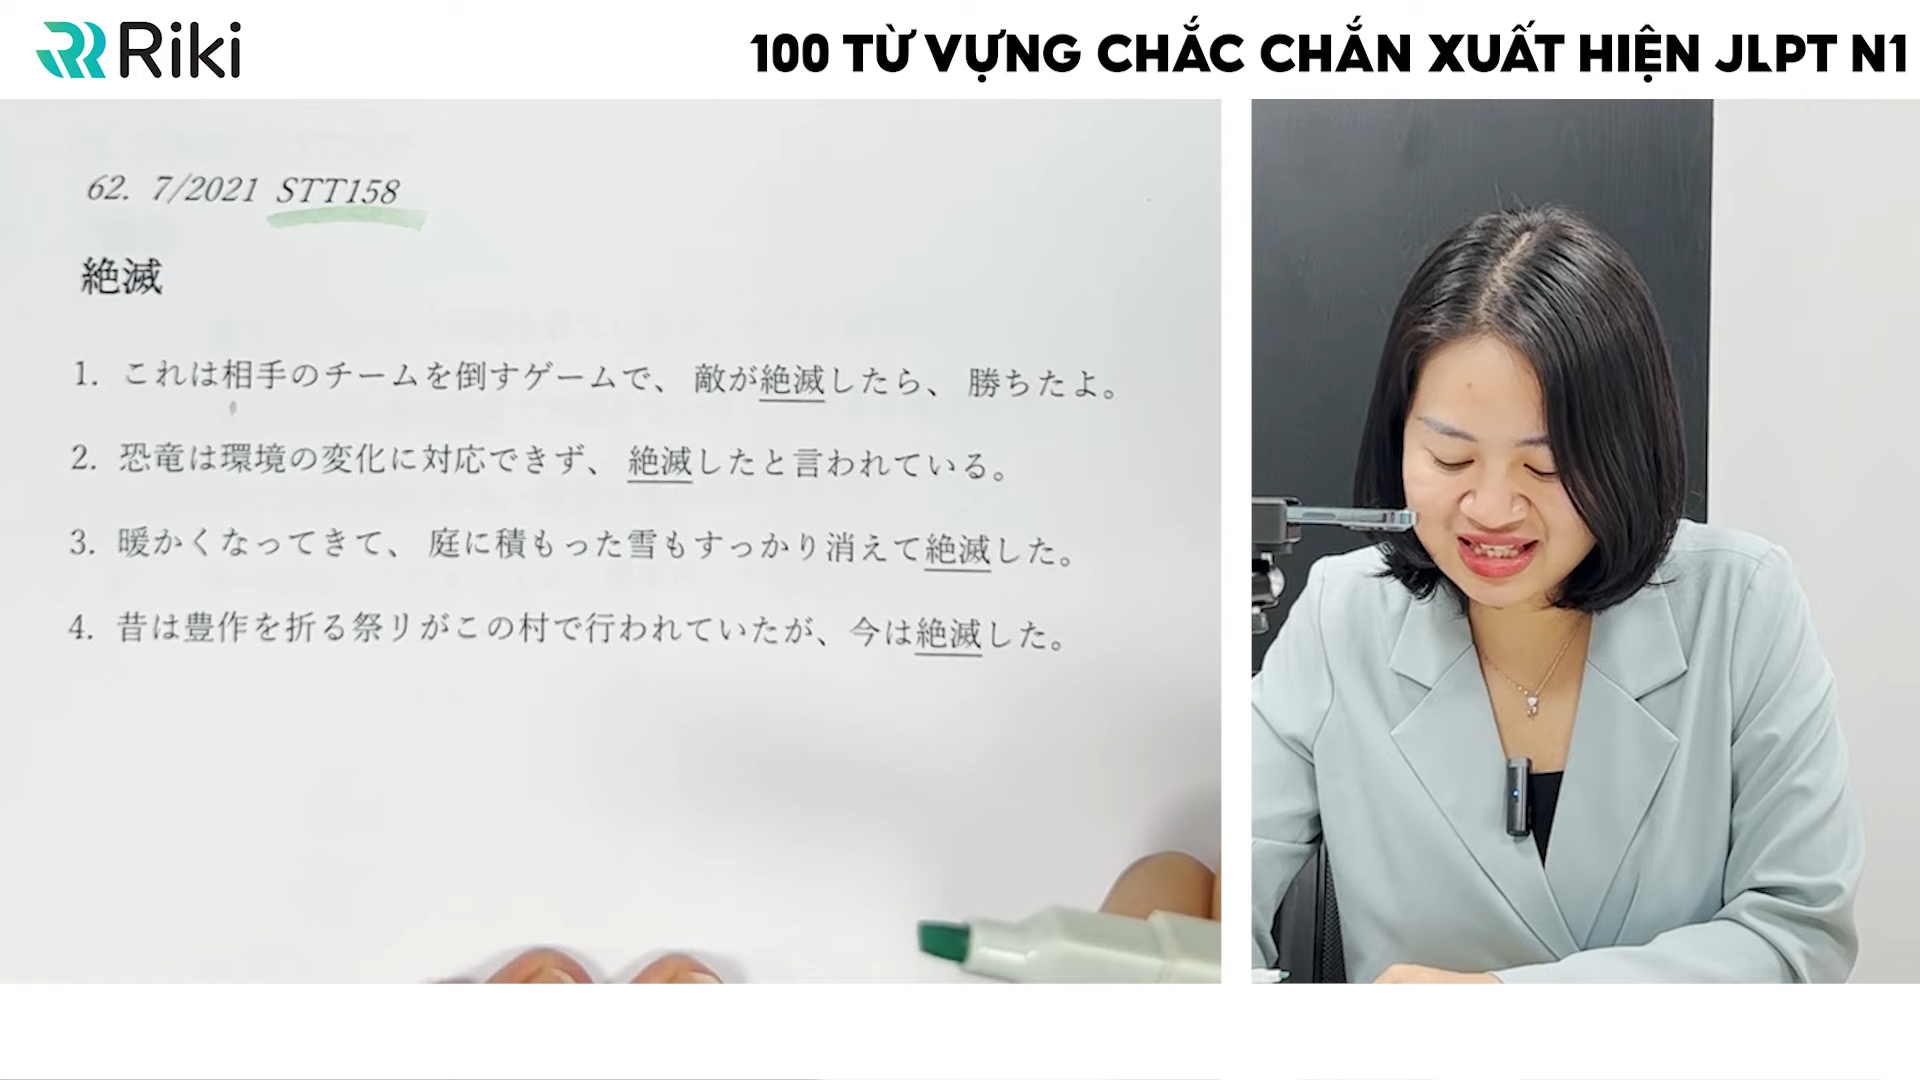 Riki
100 TỪ VỰNG CHẮC CHẮN XUẤT HIỆN JLPT N1
62. 7/2021 STT158
絶滅
1. これは相手のチームを倒すゲームで、 敵が絶滅したら、 勝ちたよ。
2. 恐竜は環境の変化に対応できず、 絶滅したと言われている。
3. 暖かくなってきて、 庭に積もった雪もすっかり消えて絶滅した。
4. 昔は豊作を折る祭リがこの村で行われていたが、今は絶滅した。